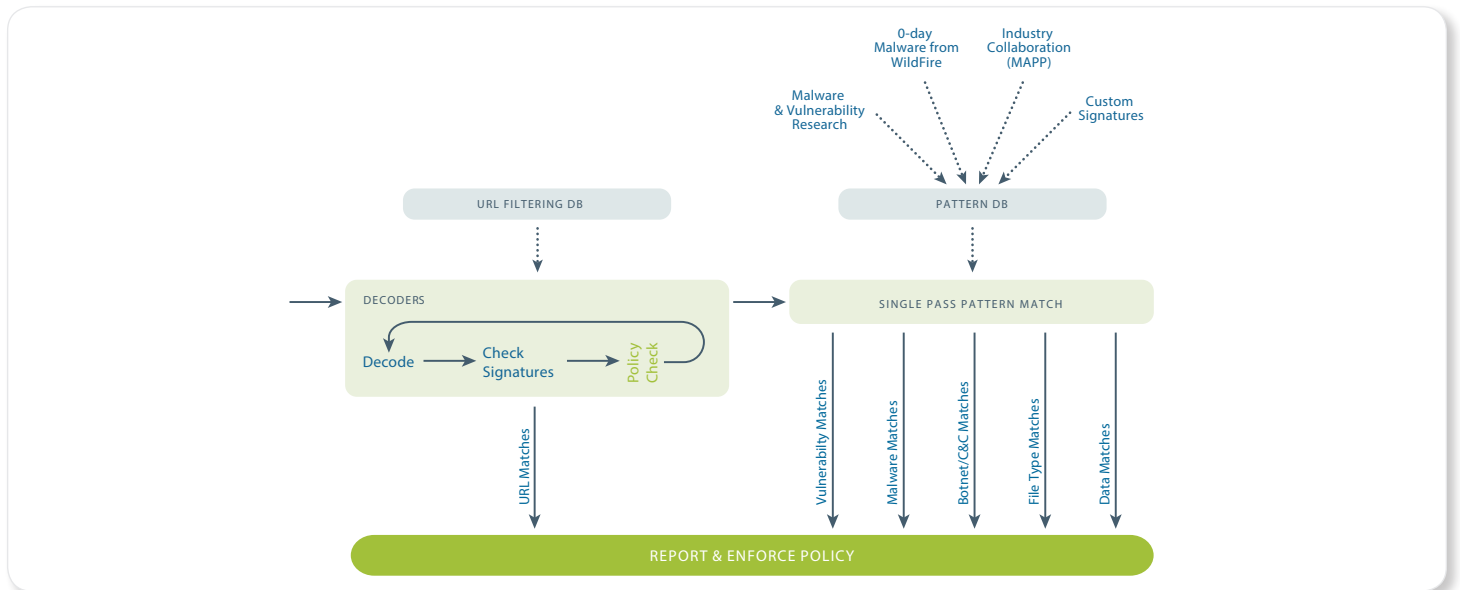 0-day
Malware from
WildFire
Industry
Collaboration
(MAPP)
Malware
& Vulnerability
Research
Custom
Signatures
URL FILTERING DB
PATTERN DB
DECODERS
Decode
Check
Signatures
Policy
Check
SINGLE PASS PATTERN MATCH
URL Matches
Vulnerabilty Matches
Malware Matches
Botnet/C&C Matches
File Type Matches
Data Matches
REPORT & ENFORCE POLICY